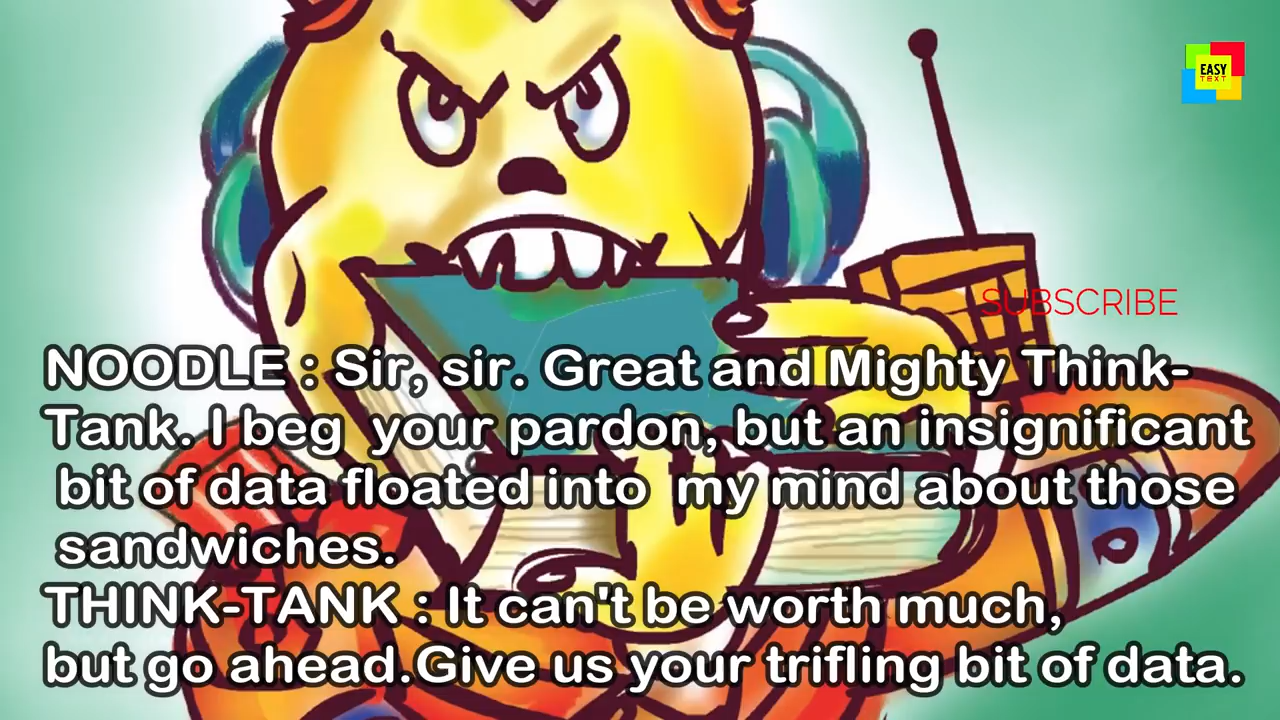 EASY
TEXT
SUBSCRIBE
NOODLE : Sir, sir. Great and Mighty Think-
Tank. I beg your pardon, but an insignificant
bit of data floated into my mind about those
sandwiches.
THINK-TANK : It can't be worth much,
but go ahead.Give us your trifling bit of data.